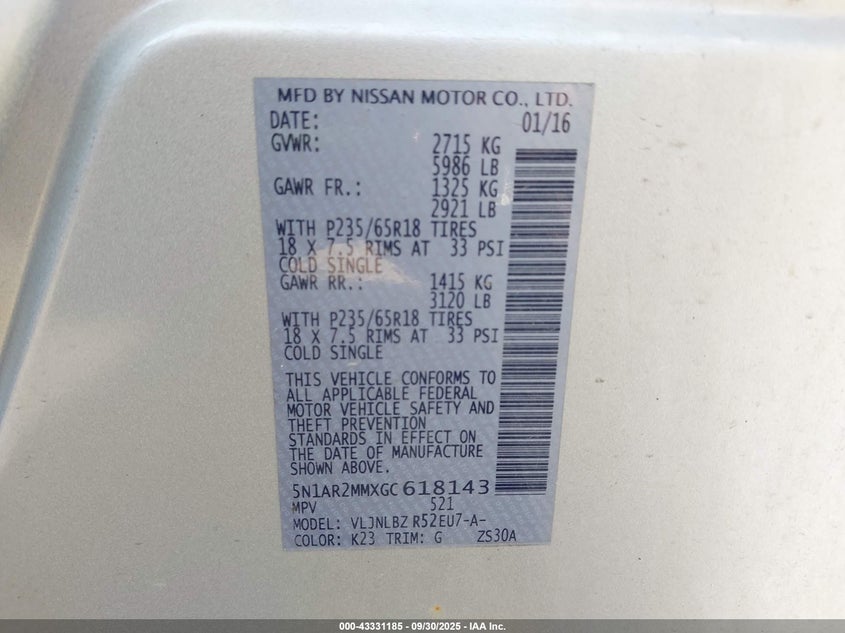 MFD BY NISSAN MOTOR CO., LTD.
DATE: 01/16
GVWR: 2715 KG
5986 LB
GAWR FR.: 1325 KG
2921 LB
WITH P235/65R18 TIRES
18 X 7.5 RIMS AT 33 PSI
COLD SINGLE
GAWR RR.: 1415 KG
3120 LB
WITH P235/65R18 TIRES
18 X 7.5 RIMS AT 33 PSI
COLD SINGLE
THIS VEHICLE CONFORMS TO
ALL APPLICABLE FEDERAL
MOTOR VEHICLE SAFETY AND
THEFT PREVENTION
STANDARDS IN EFFECT ON
THE DATE OF MANUFACTURE
SHOWN ABOVE.
5N1AR2MMXGC618143
MPV 521
MODEL: VLJNLBZ R52EU7-A-
COLOR: K23 TRIM: G ZS30A
000-43331185 - 09/30/2025 - IAA Inc.